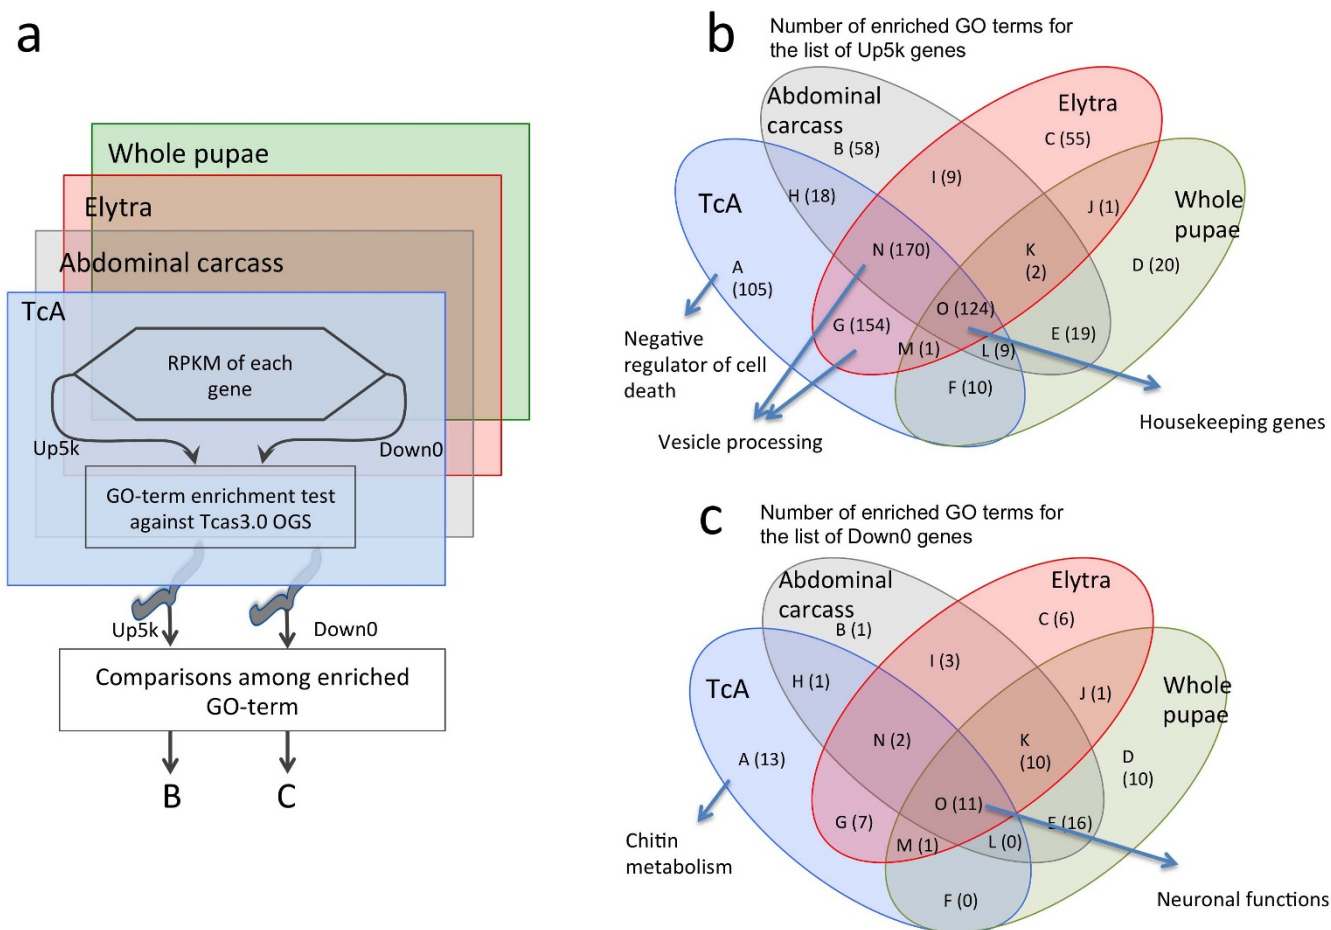 a
Whole pupae
Elytra
Abdominal carcass
TcA
RPKM of each
gene
Up5k
Down0
GO-term enrichment test
against Tcas3.0 OGS
Up5k
Down0
Comparisons among enriched
GO-term
B
C
b
Number of enriched GO terms for
the list of Up5k genes
Abdominal
carcass
Elytra
TcA
Whole
pupae
B (58)
C (55)
I (9)
H (18)
J (1)
N (170)
K
(2)
A
(105)
D (20)
O (124)
G (154)
M (1)
L (9)
E (19)
F (10)
Negative
regulator of cell
death
Vesicle processing
Housekeeping genes
c
Number of enriched GO terms for
the list of Down0 genes
Abdominal
carcass
Elytra
TcA
Whole
pupae
B (1)
C (6)
I (3)
H (1)
J (1)
N (2)
K
(10)
A (13)
D
(10)
O (11)
G (7)
M (1)
L (0)
E (16)
F (0)
Chitin
metabolism
Neuronal functions